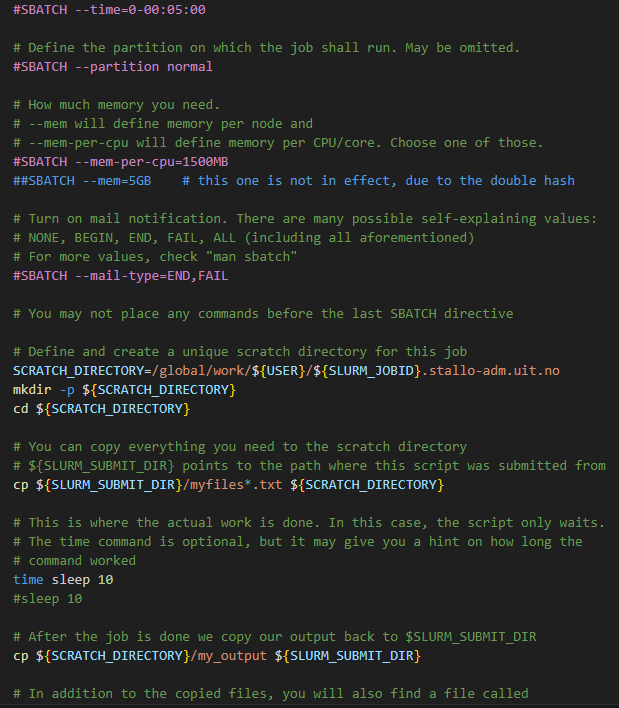 #SBATCH --time=0-00:05:00
# Define the partition on which the job shall run. May be omitted.
#SBATCH --partition normal
# How much memory you need.
# --mem will define memory per node and
# --mem-per-cpu will define memory per CPU/core. Choose one of those.
#SBATCH --mem-per-cpu=1500MB
##SBATCH --mem=5GB    # this one is not in effect, due to the double hash
# Turn on mail notification. There are many possible self-explaining values:
# NONE, BEGIN, END, FAIL, ALL (including all aforementioned)
# For more values, check "man sbatch"
#SBATCH --mail-type=END,FAIL
# You may not place any commands before the last SBATCH directive
# Define and create a unique scratch directory for this job
SCRATCH_DIRECTORY=/global/work/${USER}/${SLURM_JOBID}.stallo-adm.uit.no
mkdir -p ${SCRATCH_DIRECTORY}
cd ${SCRATCH_DIRECTORY}
# You can copy everything you need to the scratch directory
# ${SLURM_SUBMIT_DIR} points to the path where this script was submitted from
cp ${SLURM_SUBMIT_DIR}/myfiles*.txt ${SCRATCH_DIRECTORY}
# This is where the actual work is done. In this case, the script only waits.
# The time command is optional, but it may give you a hint on how long the
# command worked
time sleep 10
#sleep 10
# After the job is done we copy our output back to $SLURM_SUBMIT_DIR
cp ${SCRATCH_DIRECTORY}/my_output ${SLURM_SUBMIT_DIR}
# In addition to the copied files, you will also find a file called